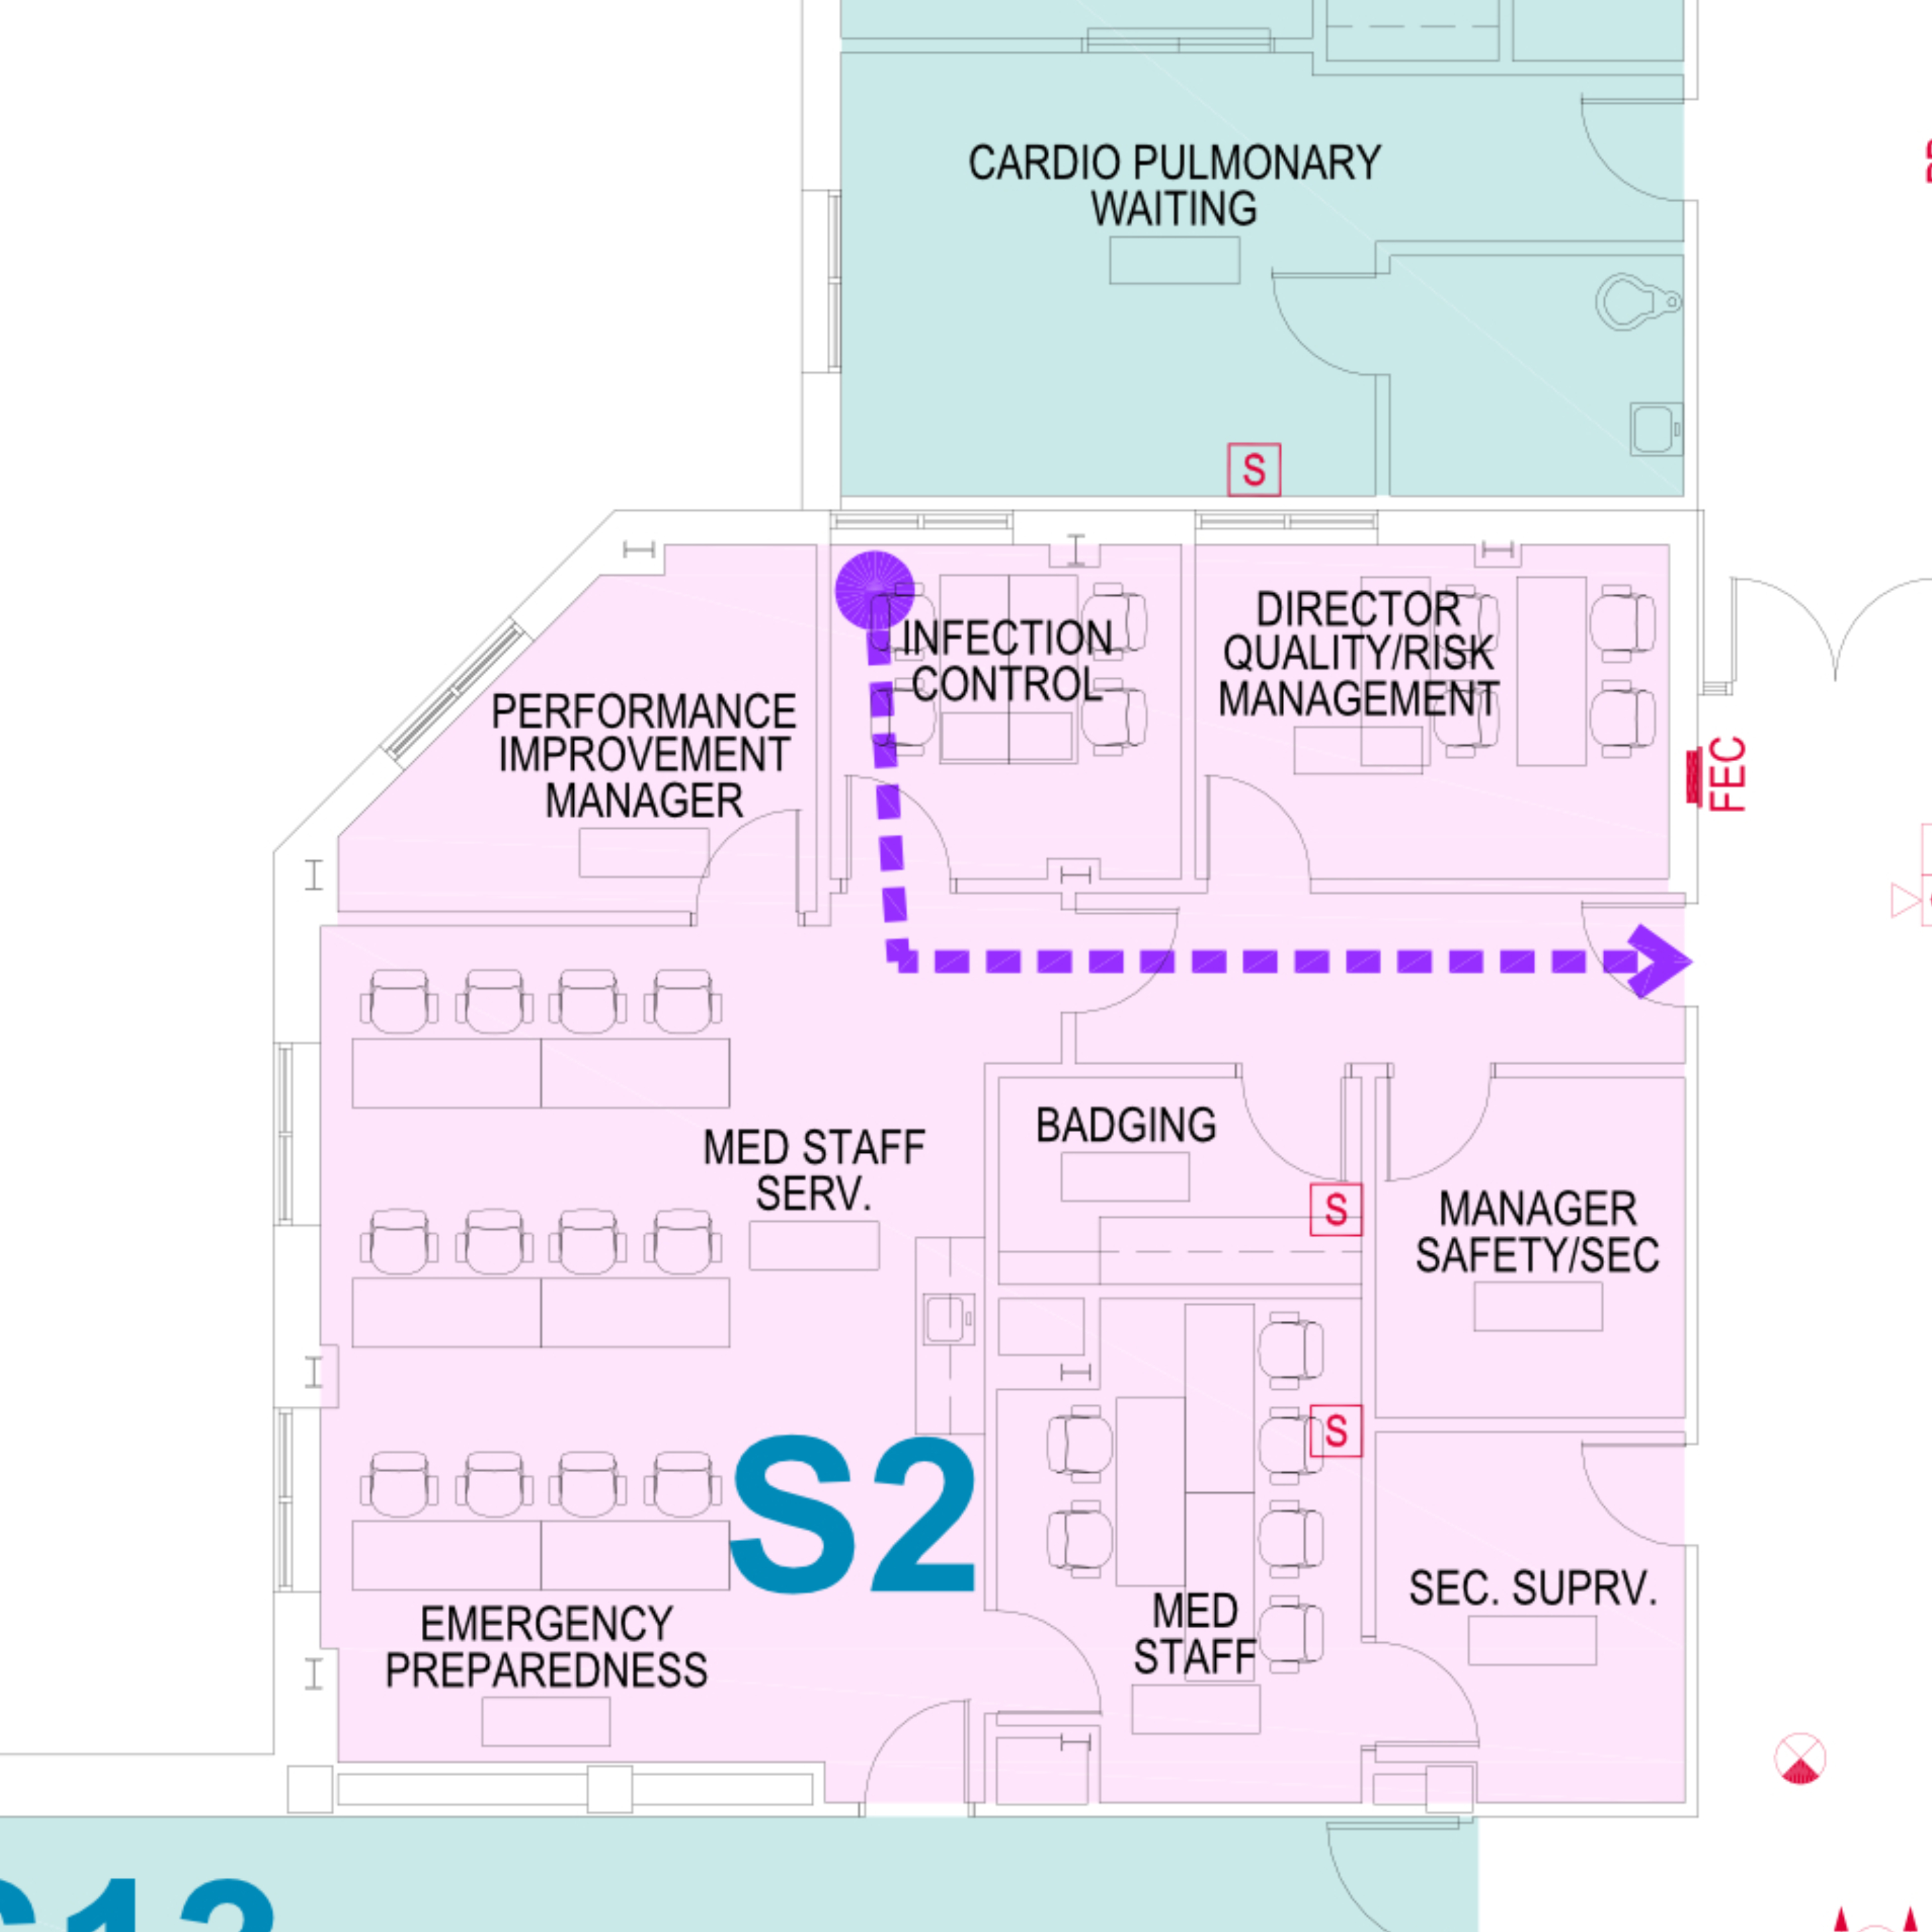 CARDIO PULMONARY
WAITING
S
INFECTION
CONTROL
DIRECTOR
QUALITY/RISK
MANAGEMENT
PERFORMANCE
IMPROVEMENT
MANAGER
FEC
BADGING
MED STAFF
SERV.
S
MANAGER
SAFETY/SEC
S
S2
SEC. SUPRV.
MED
STAFF
EMERGENCY
PREPAREDNESS